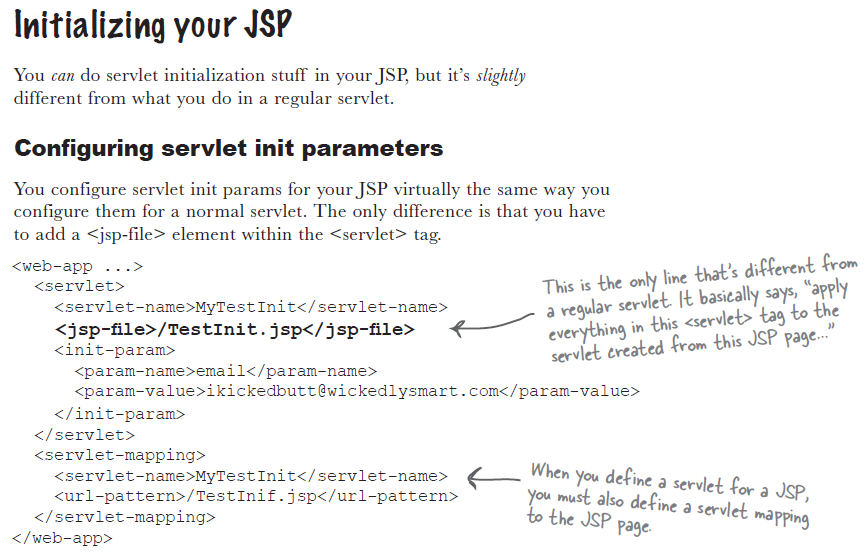 Initializing your JSP
You can do servlet initialization stuff in your JSP, but it's slightly
different from what you do in a regular servlet.
Configuring servlet init parameters
You configure servlet init params for your JSP virtually the same way you
configure them for a normal servlet. The only difference is that you have
to add a <jsp-file> element within the <servlet> tag.
<web-app ...>
<servlet>
<servlet-name>MyTestInit</servlet-name>
<jsp-file>/TestInit.jsp</jsp-file>
<init-param>
<param-name>email</param-name>
<param-value>ikickedbutt@wickedlysmart.com</param-value>
</init-param>
</servlet>
<servlet-mapping>
<servlet-name>MyTestInit</servlet-name>
<url-pattern>/TestInif.jsp</url-pattern>
</servlet-mapping>
</web-app>
This is the only line that's different from
a regular servlet. It basically says, "apply
everything in this <servlet> tag to the
servlet created from this JSP page..."
When you define a servlet for a JSP,
you must also define a servlet mapping
to the JSP page.